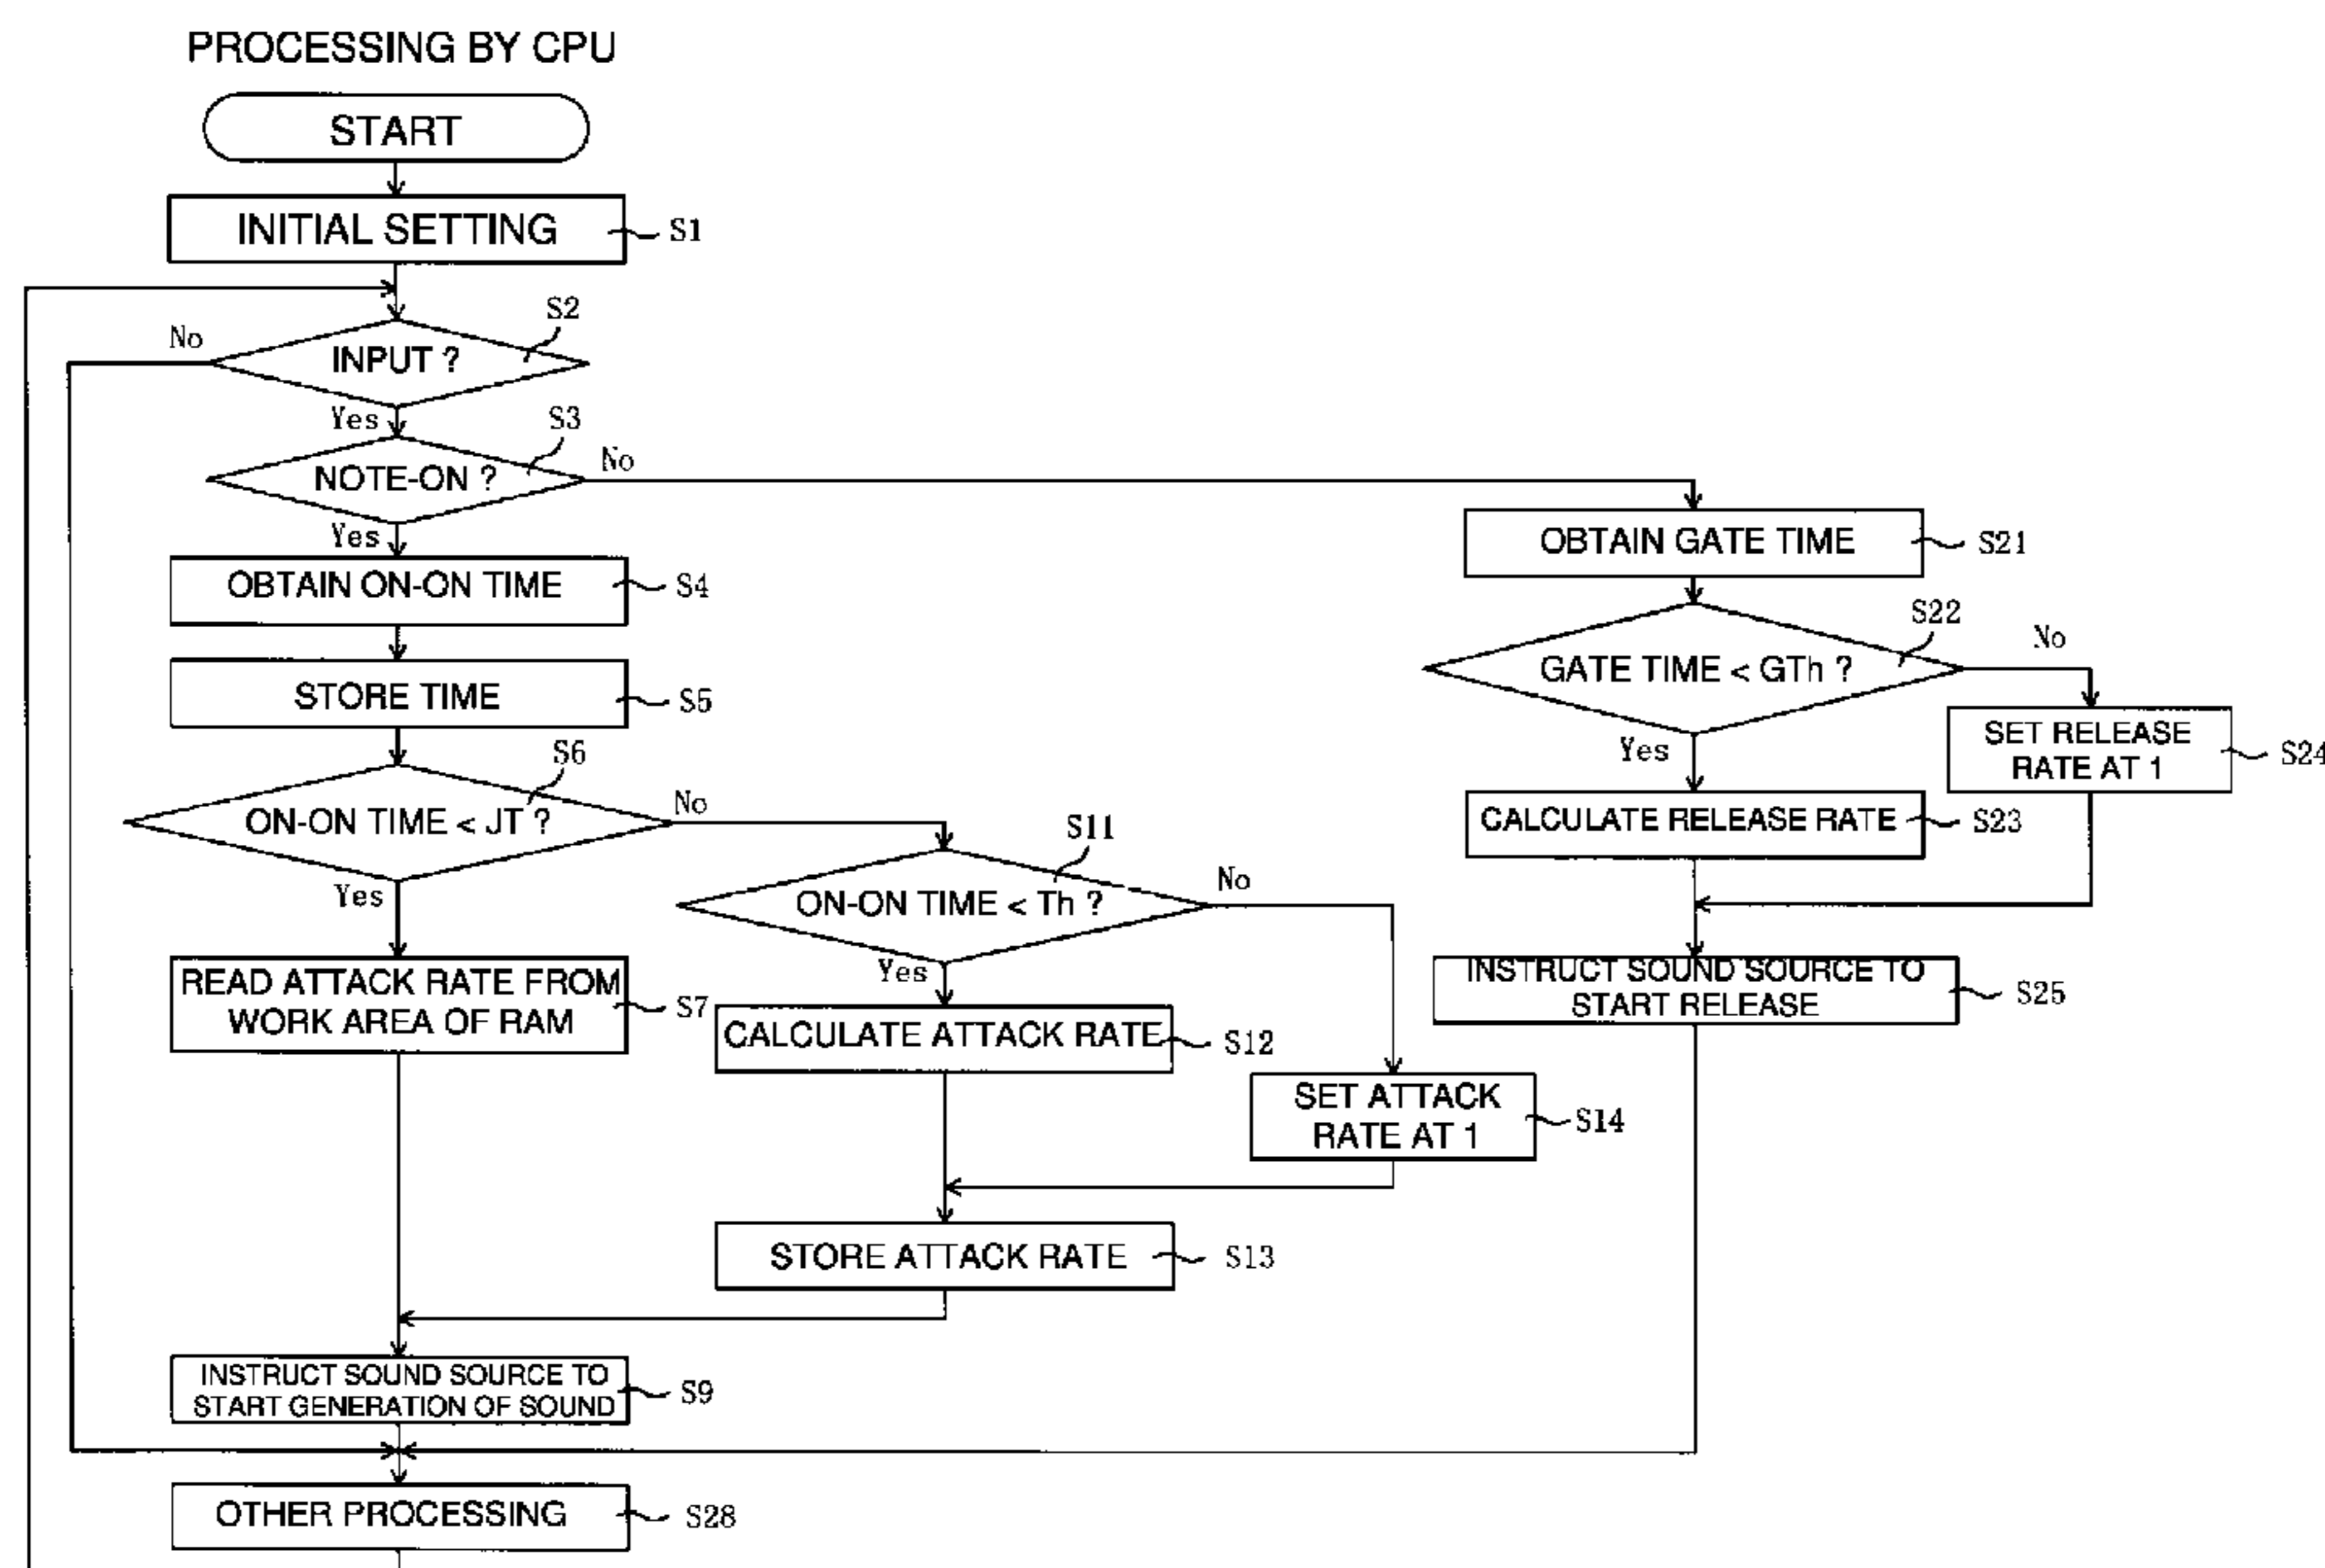 PROCESSING BY CPU
START
INITIAL SETTING
S1
S2
No
INPUT ?
Yes
S3
NOTE-ON ?
No
Yes
OBTAIN ON-ON TIME
S4
STORE TIME
S5
S6
ON-ON TIME < JT ?
No
Yes
READ ATTACK RATE FROM
WORK AREA OF RAM
S7
S11
ON-ON TIME < Th ?
No
Yes
CALCULATE ATTACK RATE
S12
SET ATTACK
RATE AT 1
S14
STORE ATTACK RATE
S13
INSTRUCT SOUND SOURCE TO
START GENERATION OF SOUND
S9
OBTAIN GATE TIME
S21
S22
GATE TIME < GTh ?
No
Yes
SET RELEASE
RATE AT 1
S24
CALCULATE RELEASE RATE
S23
INSTRUCT SOUND SOURCE TO
START RELEASE
S25
OTHER PROCESSING
S28